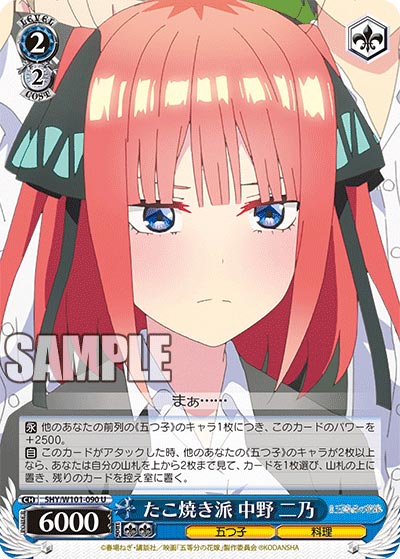 LEVEL
2
2
COST
SAMPLE
まぁ……
永 他のあなたの前列の《五つ子》のキャラ1枚につき、このカードのパワーを
+2500。
自 このカードがアタックした時、他のあなたの《五つ子》のキャラが2枚以上な
ら、あなたは自分の山札を上から2枚まで見て、カードを1枚選び、山札の上に
置き、残りのカードを控え室に置く。
CH 5HY/W101-090 U
たこ焼き派 中野 二乃
6000
五つ子
料理
©春場ねぎ・講談社／映画「五等分の花嫁」製作委員会 ®KODANSHA